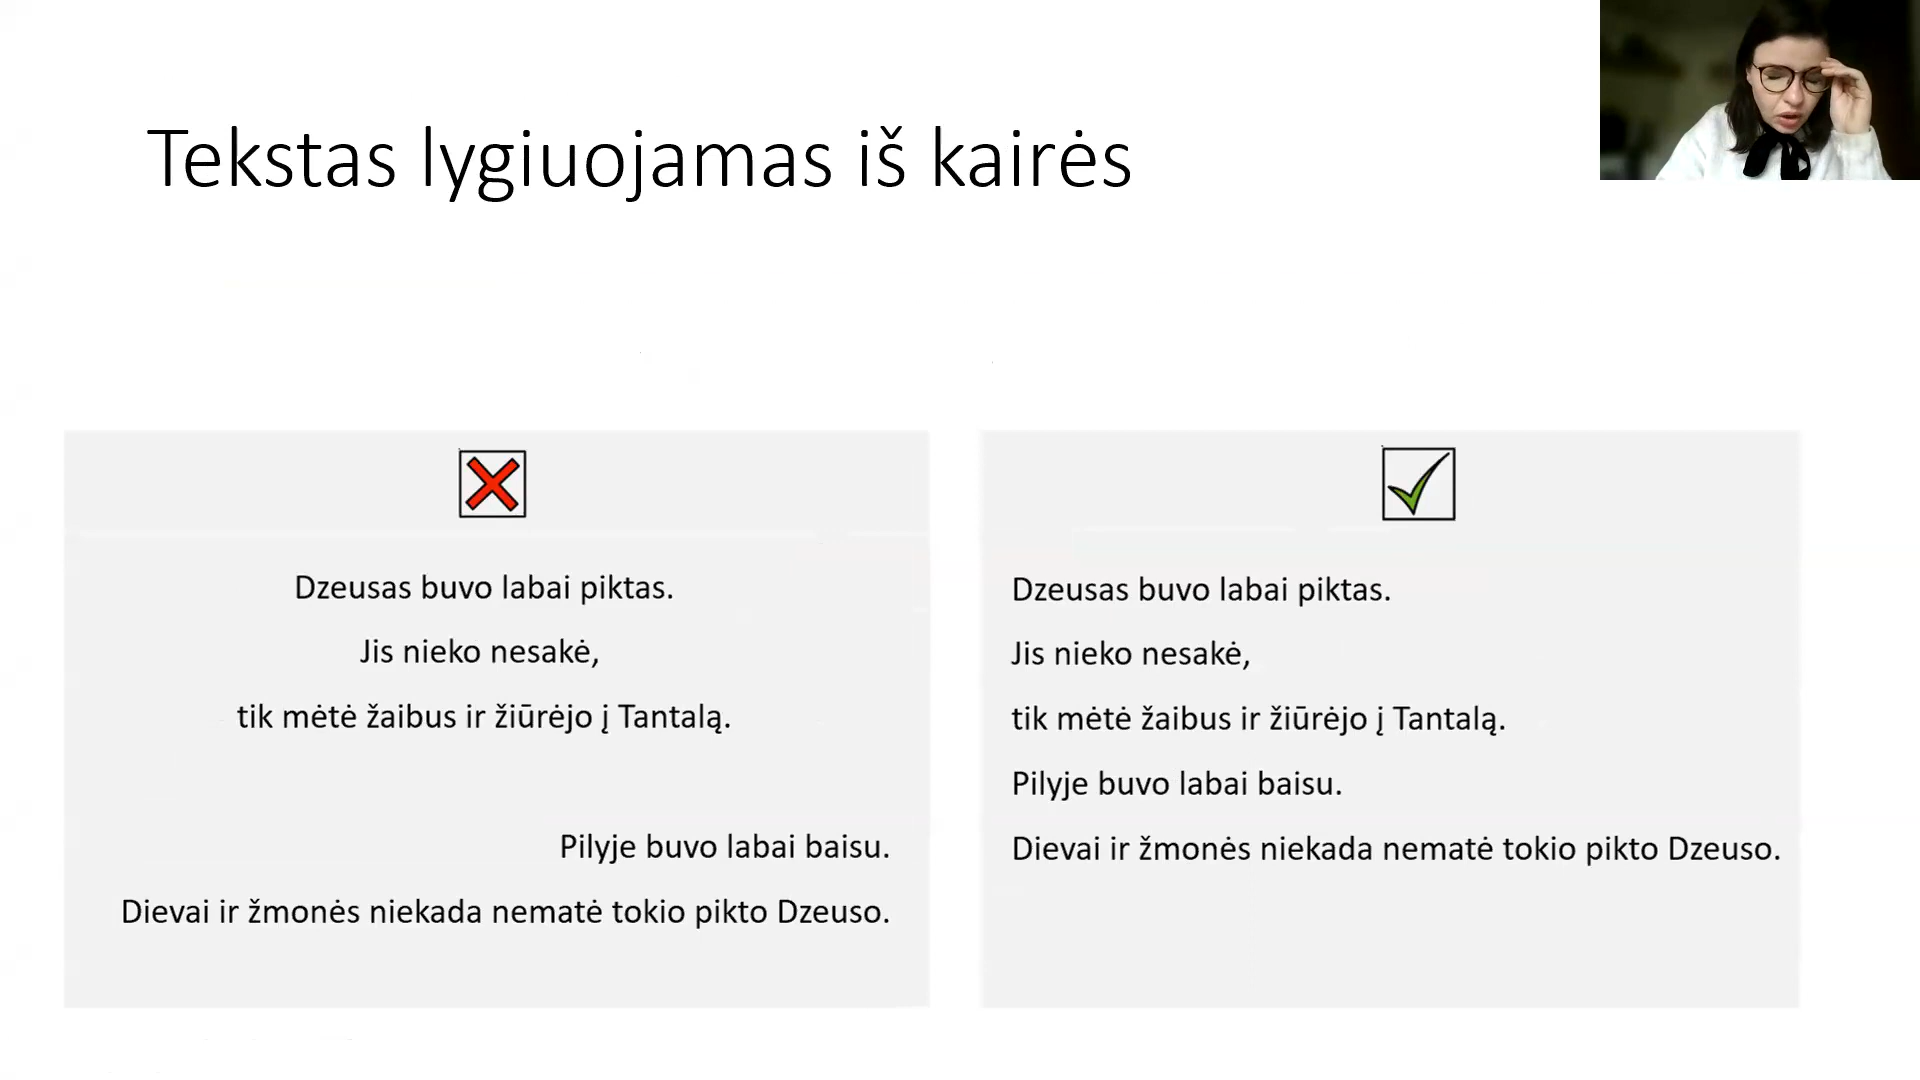 Tekstas lygiuojamas iš kairės
Dzeusas buvo labai piktas.
Jis nieko nesakė,
tik mėtė žaibus ir žiūrėjo į Tantalą.
Pilyje buvo labai baisu.
Dievai ir žmonės niekada nematė tokio pikto Dzeuso.
Dzeusas buvo labai piktas.
Jis nieko nesakė,
tik mėtė žaibus ir žiūrėjo į Tantalą.
Pilyje buvo labai baisu.
Dievai ir žmonės niekada nematė tokio pikto Dzeuso.